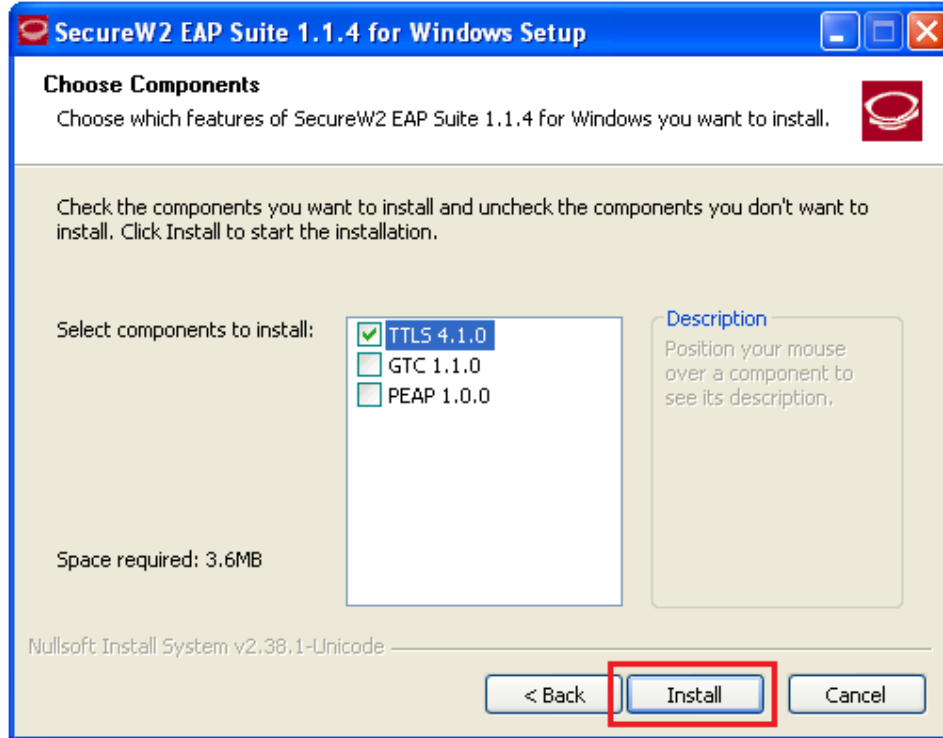 SecureW2 EAP Suite 1.1.4 for Windows Setup
Choose Components
Choose which features of SecureW2 EAP Suite 1.1.4 for Windows you want to install.
Check the components you want to install and uncheck the components you don't want to
install. Click Install to start the installation.
Select components to install:
TTLS 4.1.0
GTC 1.1.0
PEAP 1.0.0
Description
Position your mouse
over a component to
see its description.
Space required: 3.6MB
Nullsoft Install System v2.38.1-Unicode
< Back
Install
Cancel